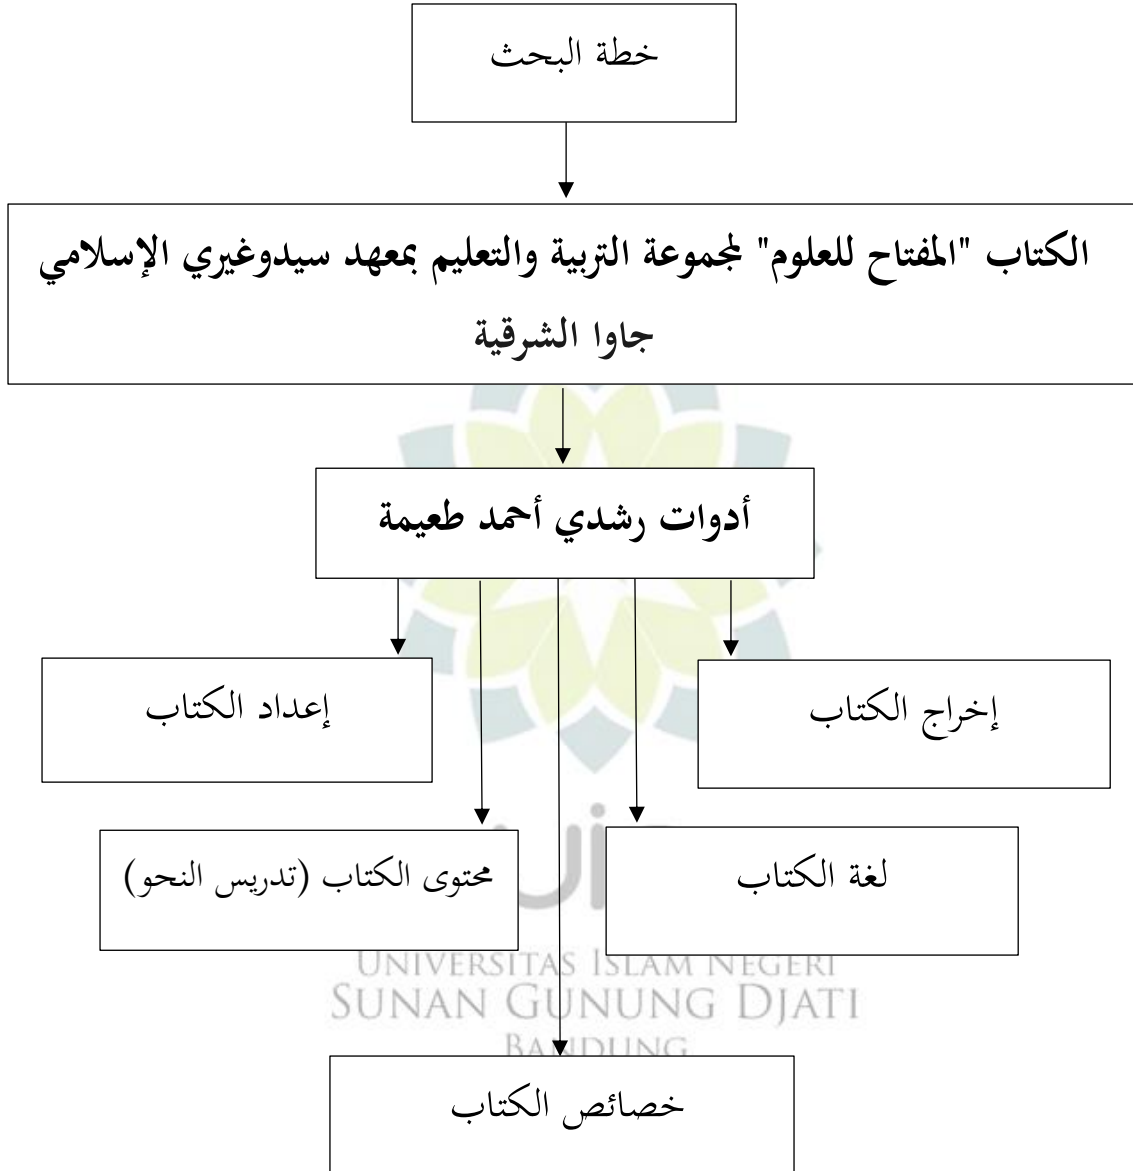 خطة البحث
الكتاب "المفتاح للعلوم" لمجموعة التربية والتعليم بمعهد سيدوغيري الإسلامي
جاوا الشرقية
أدوات رشدي أحمد طعيمة
إخراج الكتاب
إعداد الكتاب
لغة الكتاب
محتوى الكتاب (تدريس النحو)
UNIVERSITAS ISLAM NEGERI
SUNAN GUNUNG DJATI
BANDUNG
خصائص الكتاب